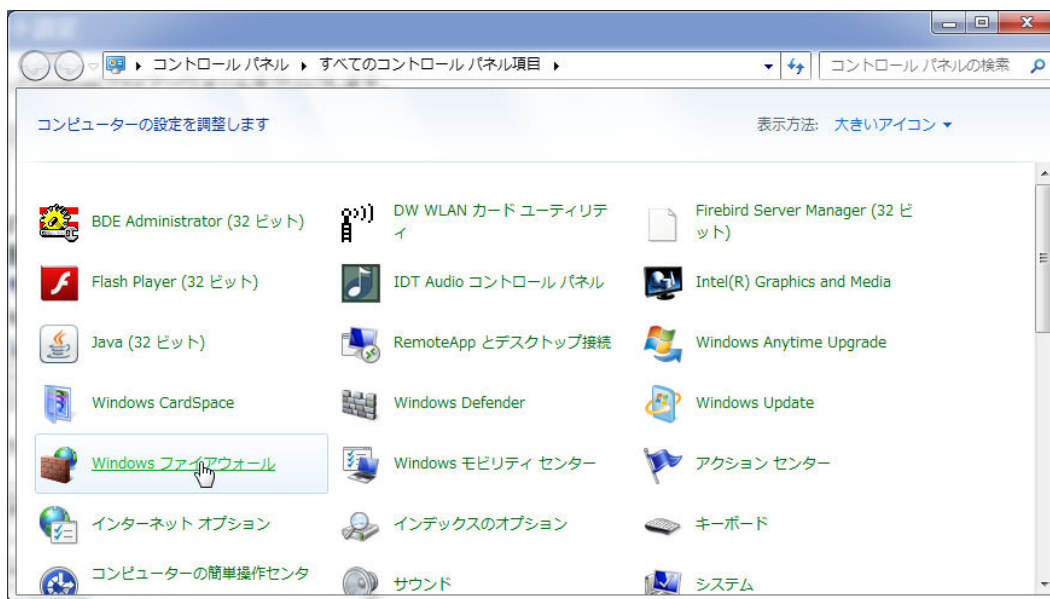 コントロール パネル ▸ すべてのコントロール パネル項目 ▸
コントロール パネルの検索
コンピューターの設定を調整します
表示方法: 大きいアイコン
BDE Administrator (32 ビット)
DW WLAN カード ユーティリテ
ィ
Firebird Server Manager (32 ビ
ット)
Flash Player (32 ビット)
IDT Audio コントロール パネル
Intel(R) Graphics and Media
Java (32 ビット)
RemoteApp とデスクトップ接続
Windows Anytime Upgrade
Windows CardSpace
Windows Defender
Windows Update
Windows ファイアウォール
Windows モビリティ センター
アクション センター
インターネット オプション
インデックスのオプション
キーボード
コンピューターの簡単操作センタ
サウンド
システム